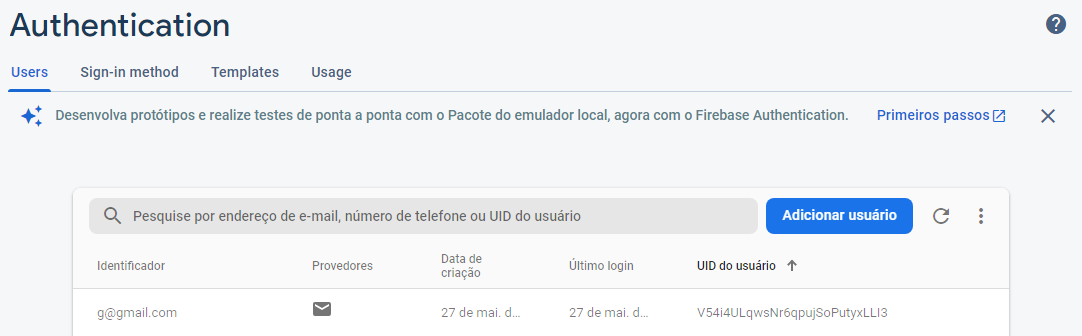 Authentication
Users Sign-in method Templates Usage
Desenvolva protótipos e realize testes de ponta a ponta com o Pacote do emulador local, agora com o Firebase Authentication. Primeiros passos
Pesquise por endereço de e-mail, número de telefone ou UID do usuário Adicionar usuário
Identificador Provedores Data de criação Último login UID do usuário
g@gmail.com 27 de mai. d... 27 de mai. d... V54i4ULqwsNr6qpujSoPutyxLLI3